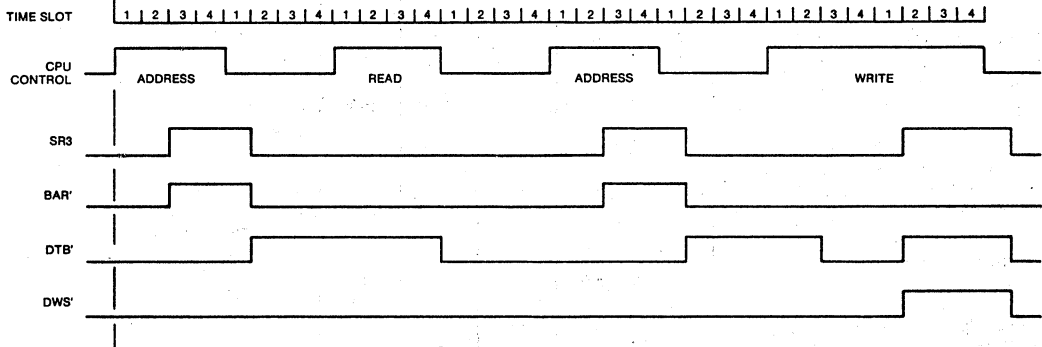 TIME SLOT 1 2 3 4 1 2 3 4 1 2 3 4 1 2 3 4 1 2 3 4 1 2 3 4 1 2 3 4 1 2 3 4
CPU
CONTROL ADDRESS READ ADDRESS WRITE
SR3
BAR'
DTB'
DWS'